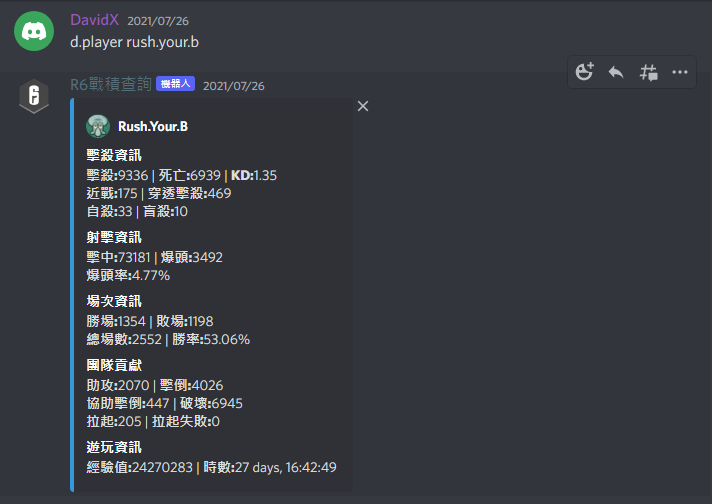 DavidX 2021/07/26
d.player rush.your.b
R6戰積查詢 機器人 2021/07/26
Rush.Your.B
擊殺資訊
擊殺:9336 | 死亡:6939 | KD:1.35
近戰:175 | 穿透擊殺:469
自殺:33 | 盲殺:10
射擊資訊
擊中:73181 | 爆頭:3492
爆頭率:4.77%
場次資訊
勝場:1354 | 敗場:1198
總場數:2552 | 勝率:53.06%
團隊貢獻
助攻:2070 | 擊倒:4026
協助擊倒:447 | 破壞:6945
拉起:205 | 拉起失敗:0
遊玩資訊
經驗值:24270283 | 時數:27 days, 16:42:49